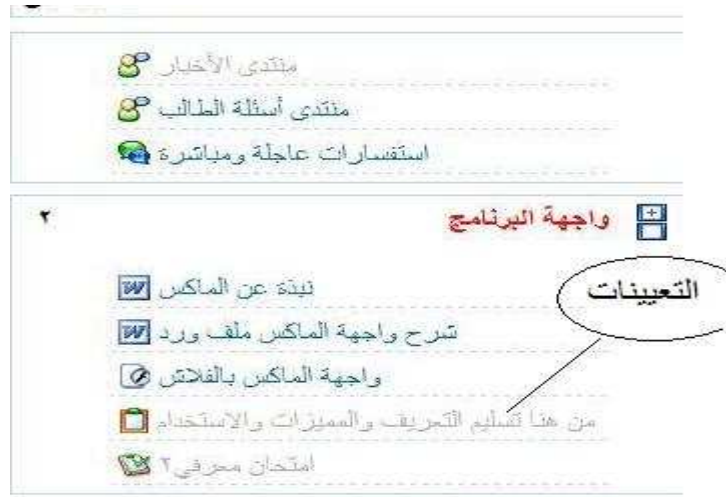 منتدى الأخبار
منتدى أسئلة الطالب
استفسارات عاجلة ومباشرة
واجهة البرنامج ٢
نبذة عن الماكس
التعيينات
شرح واجهة الماكس ملف ورد
واجهة الماكس بالفلاش
من هنا تسليم التعريف والمميزات والاستخدام
امتحان معرفي٢